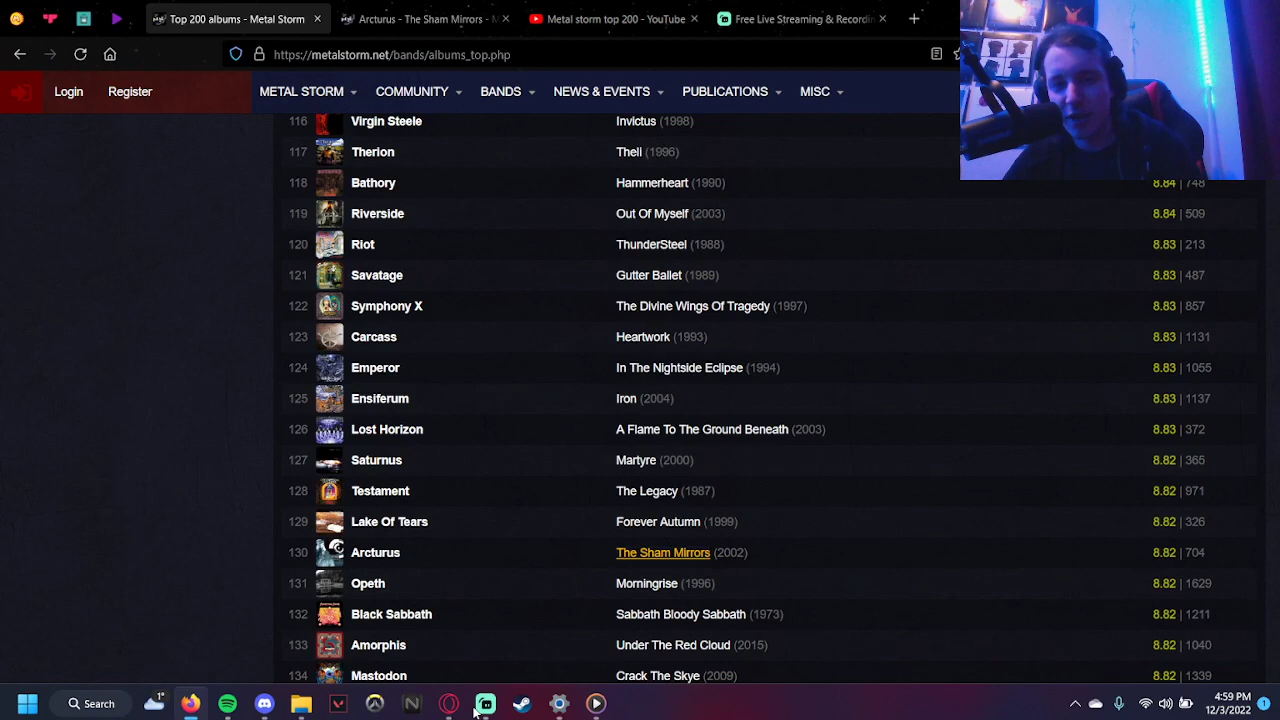 Top 200 albums - Metal Storm
Arcturus - The Sham Mirrors - M
Metal storm top 200 - YouTube
Free Live Streaming & Recordin
https://metalstorm.net/bands/albums_top.php
Login Register METAL STORM COMMUNITY BANDS NEWS & EVENTS PUBLICATIONS MISC
116 Virgin Steele Invictus (1998)
117 Therion Theli (1996)
118 Bathory Hammerheart (1990) 8.84 | 748
119 Riverside Out Of Myself (2003) 8.84 | 509
120 Riot ThunderSteel (1988) 8.83 | 213
121 Savatage Gutter Ballet (1989) 8.83 | 487
122 Symphony X The Divine Wings Of Tragedy (1997) 8.83 | 857
123 Carcass Heartwork (1993) 8.83 | 1131
124 Emperor In The Nightside Eclipse (1994) 8.83 | 1055
125 Ensiferum Iron (2004) 8.83 | 1137
126 Lost Horizon A Flame To The Ground Beneath (2003) 8.83 | 372
127 Saturnus Martyre (2000) 8.82 | 365
128 Testament The Legacy (1987) 8.82 | 971
129 Lake Of Tears Forever Autumn (1999) 8.82 | 326
130 Arcturus The Sham Mirrors (2002) 8.82 | 704
131 Opeth Morningrise (1996) 8.82
132 Black Sabbath Sabbath Bloody Sabbath (1973) 8.82 | 1211
133 Amorphis Under The Red Cloud (2015) 8.82 | 1440
134 Mastodon Crack The Skye (2009) 8.82 | 1339
Search
4:59 PM
12/3/2022